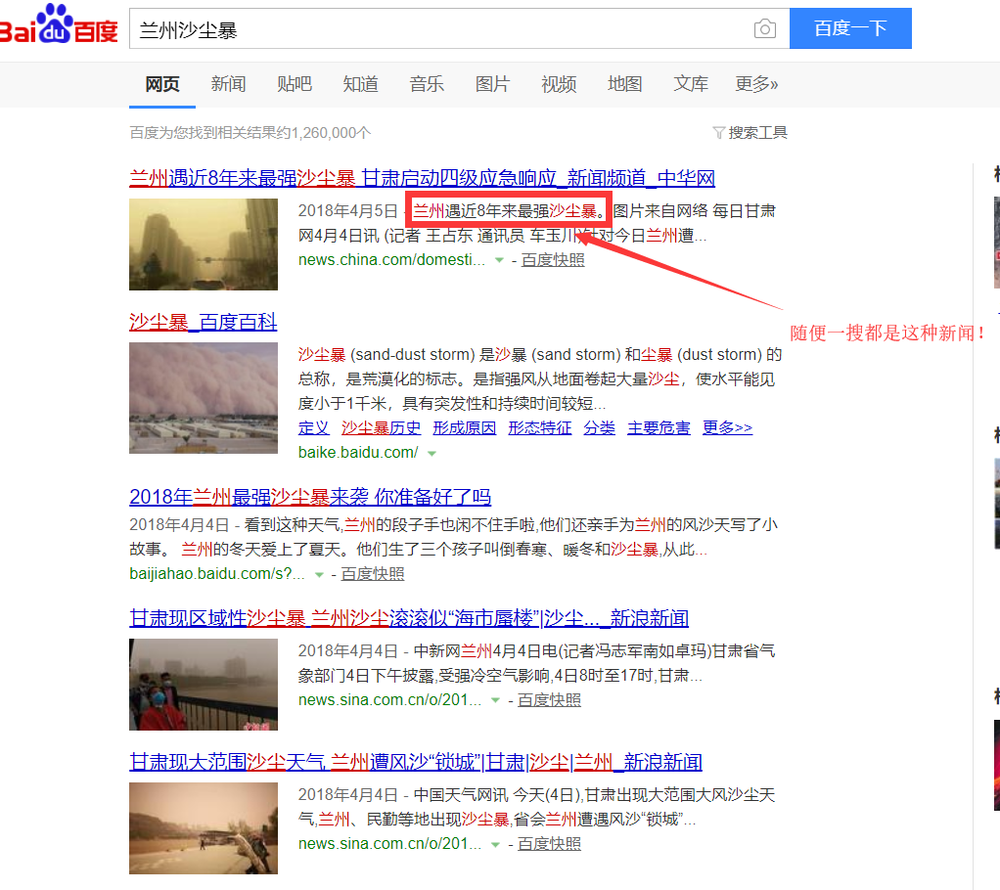 Bai du 百度
兰州沙尘暴
百度一下
网页 新闻 贴吧 知道 音乐 图片 视频 地图 文库 更多»
百度为您找到相关结果约1,260,000个
搜索工具
兰州遇近8年来最强沙尘暴 甘肃启动四级应急响应_新闻频道_中华网
2018年4月5日 - 兰州遇近8年来最强沙尘暴。图片来自网络 每日甘肃
网4月4日讯 (记者 王占东 通讯员 车玉川)针对今日兰州遭...
news.china.com/domesti... - 百度快照
随便一搜都是这种新闻！
沙尘暴_百度百科
沙尘暴 (sand-dust storm) 是沙暴 (sand storm) 和尘暴 (dust storm) 的
总称，是荒漠化的标志。是指强风从地面卷起大量沙尘，使水平能见
度小于1千米，具有突发性和持续时间较短...
定义 沙尘暴历史 形成原因 形态特征 分类 主要危害 更多>>
baike.baidu.com/
2018年兰州最强沙尘暴来袭 你准备好了吗
2018年4月4日 - 看到这种天气,兰州的段子手也闲不住手啦,他们还亲手为兰州的风沙天写了小
故事。 兰州的冬天爱上了夏天。他们生了三个孩子叫倒春寒、暖冬和沙尘暴,从此...
baijiahao.baidu.com/s?... - 百度快照
甘肃现区域性沙尘暴 兰州沙尘滚滚似“海市蜃楼”|沙尘..._新浪新闻
2018年4月4日 - 中新网兰州4月4日电(记者冯志军南如卓玛)甘肃省气
象部门4日下午披露,受强冷空气影响,4日8时至17时,甘肃...
news.sina.com.cn/o/201... - 百度快照
甘肃现大范围沙尘天气 兰州遭风沙“锁城”|甘肃|沙尘|兰州_新浪新闻
2018年4月4日 - 中国天气网讯 今天(4日),甘肃出现大范围大风沙尘天
气,兰州、民勤等地出现沙尘暴,省会兰州遭遇风沙“锁城”...
news.sina.com.cn/o/201... - 百度快照